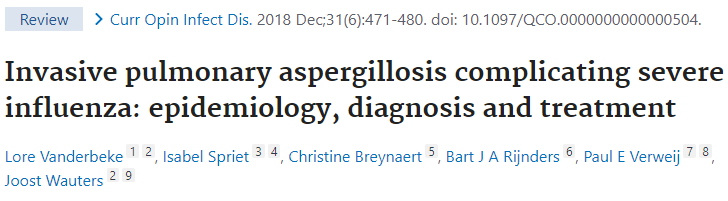 Review > Curr Opin Infect Dis. 2018 Dec;31(6):471-480. doi: 10.1097/QCO.0000000000000504.
Invasive pulmonary aspergillosis complicating severe
influenza: epidemiology, diagnosis and treatment
Lore Vanderbeke 1 2, Isabel Spriet 3 4, Christine Breynaert 5, Bart J A Rijnders 6, Paul E Verweij 7 8,
Joost Wauters 2 9